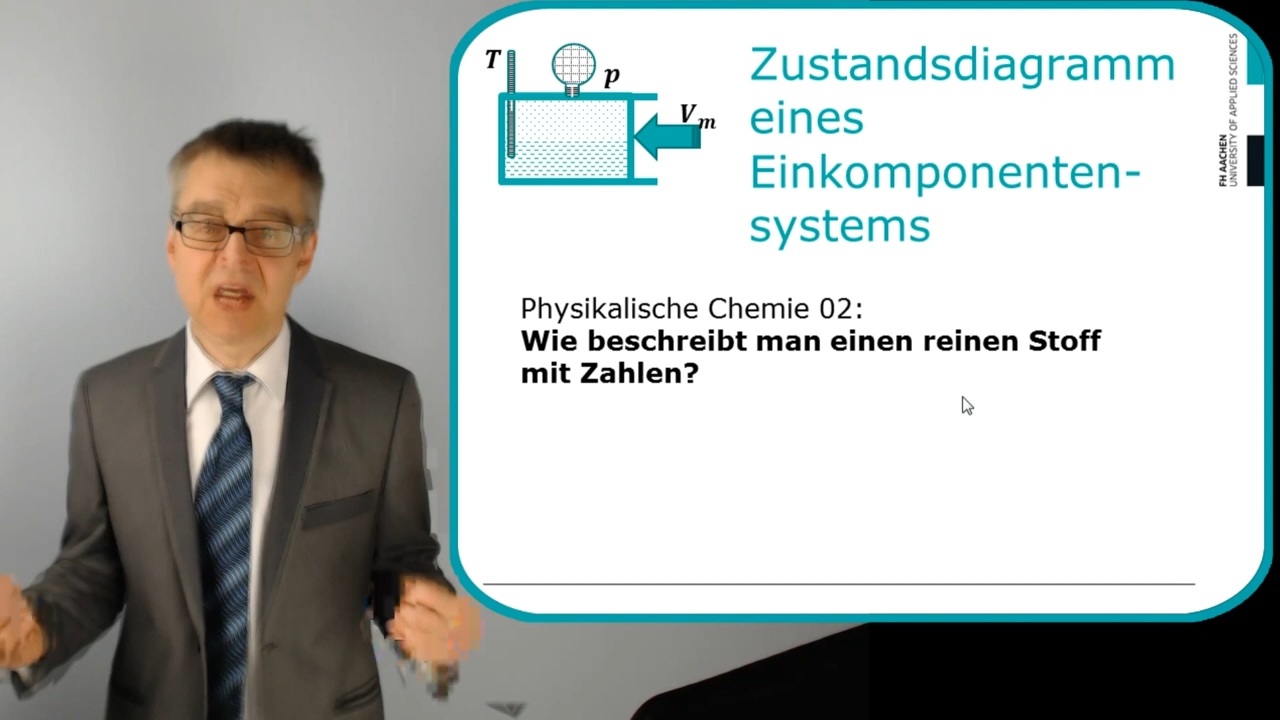 T
p
V_m
Zustandsdiagramm
eines
Einkomponenten-
systems
FH AACHEN
UNIVERSITY OF APPLIED SCIENCES
Physikalische Chemie 02:
Wie beschreibt man einen reinen Stoff
mit Zahlen?